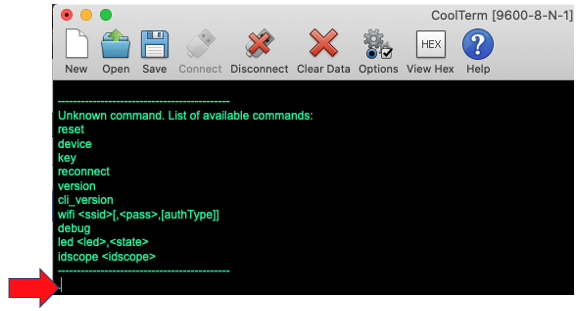 CoolTerm [9600-8-N-1]
HEX
?
New Open Save Connect Disconnect Clear Data Options View Hex Help
--------------------------------------------
Unknown command. List of available commands:
reset
device
key
reconnect
version
cli_version
wifi <ssid>[,<pass>,[authType]]
debug
led <led>,<state>
idscope <idscope>
--------------------------------------------